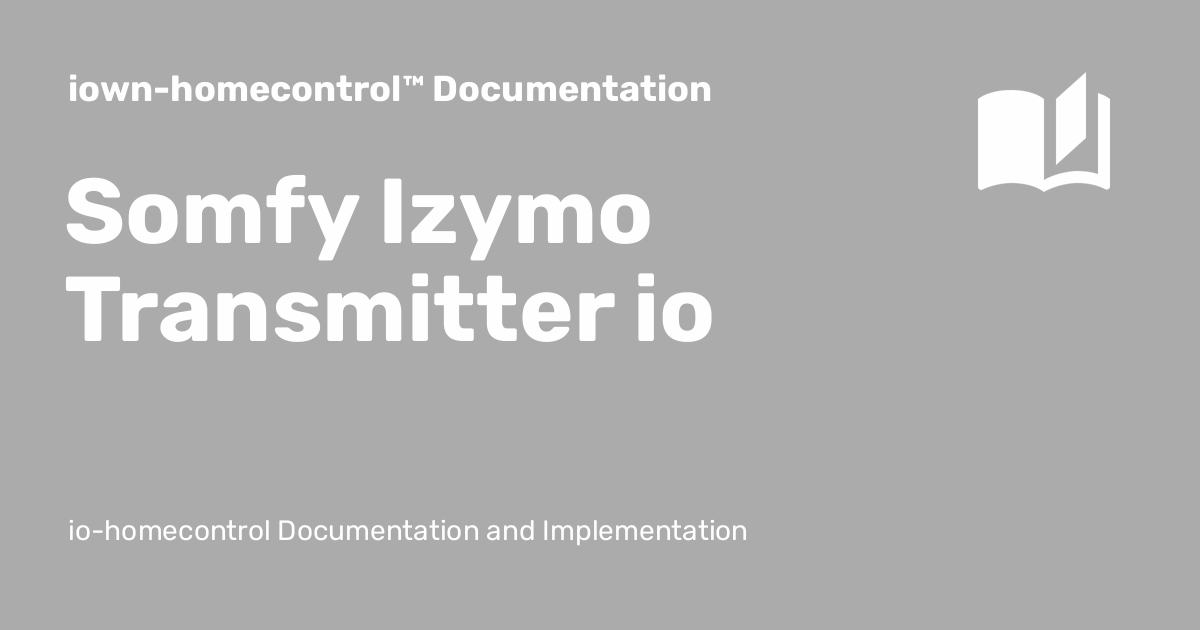 iown-homecontrol™ Documentation
Somfy Izymo
Transmitter io
io-homecontrol Documentation and Implementation